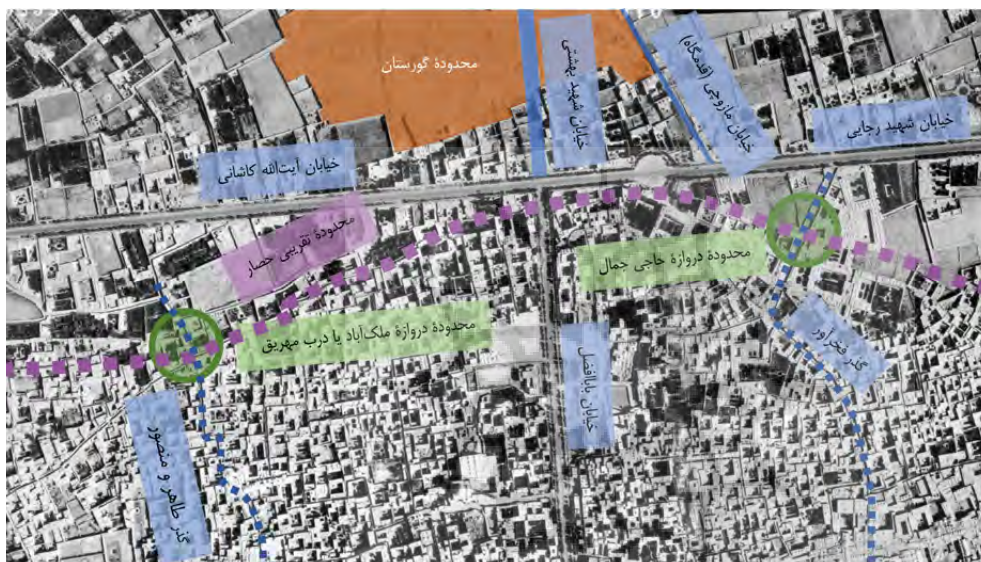 محدودهٔ گورستان
خیابان شهید بهشتی
خیابان مازوچی (قدمگاه)
خیابان شهید رجایی
خیابان آیت‌الله کاشانی
محدودهٔ تقریبی حصار
محدودهٔ دروازهٔ حاجی جمال
محدودهٔ دروازهٔ ملک‌آباد یا درب مهریق
خیابان باباافضل
گذر فخرآور
گذر طاهر و منصور